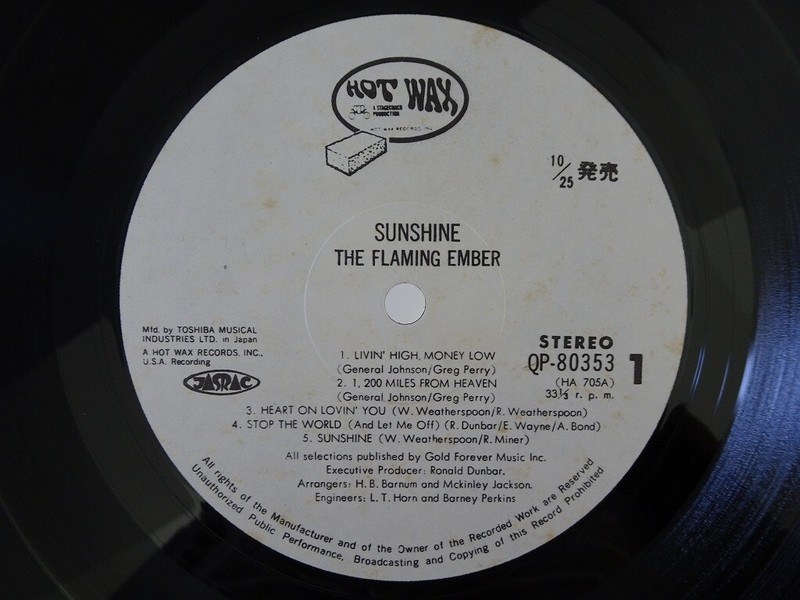 HOT WAX
A STAGECOACH
PRODUCTION
HOT WAX RECORDS INC.
10/25 発売
SUNSHINE
THE FLAMING EMBER
Mfd. by TOSHIBA MUSICAL
INDUSTRIES LTD. in Japan
A HOT WAX RECORDS, INC.,
U.S.A. Recording
JASRAC
STEREO
QP-80353
1
(HA 705A)
33⅓ r. p. m.
1. LIVIN' HIGH, MONEY LOW
(General Johnson/Greg Perry)
2. 1, 200 MILES FROM HEAVEN
(General Johnson/Greg Perry)
3. HEART ON LOVIN' YOU (W. Weatherspoon/R. Weatherspoon)
4. STOP THE WORLD (And Let Me Off) (R. Dunbar/E. Wayne/A. Bond)
5. SUNSHINE (W. Weatherspoon/R. Miner)
All selections published by Gold Forever Music Inc.
Executive Producer: Ronald Dunbar.
Arrangers: H. B. Barnum and Mckinley Jackson.
Engineers: L. T. Horn and Barney Perkins
All rights of the Manufacturer and of the Owner of the Recorded Work are Reserved
Unauthorized Public Performance, Broadcasting and Copying of this Record Prohibited